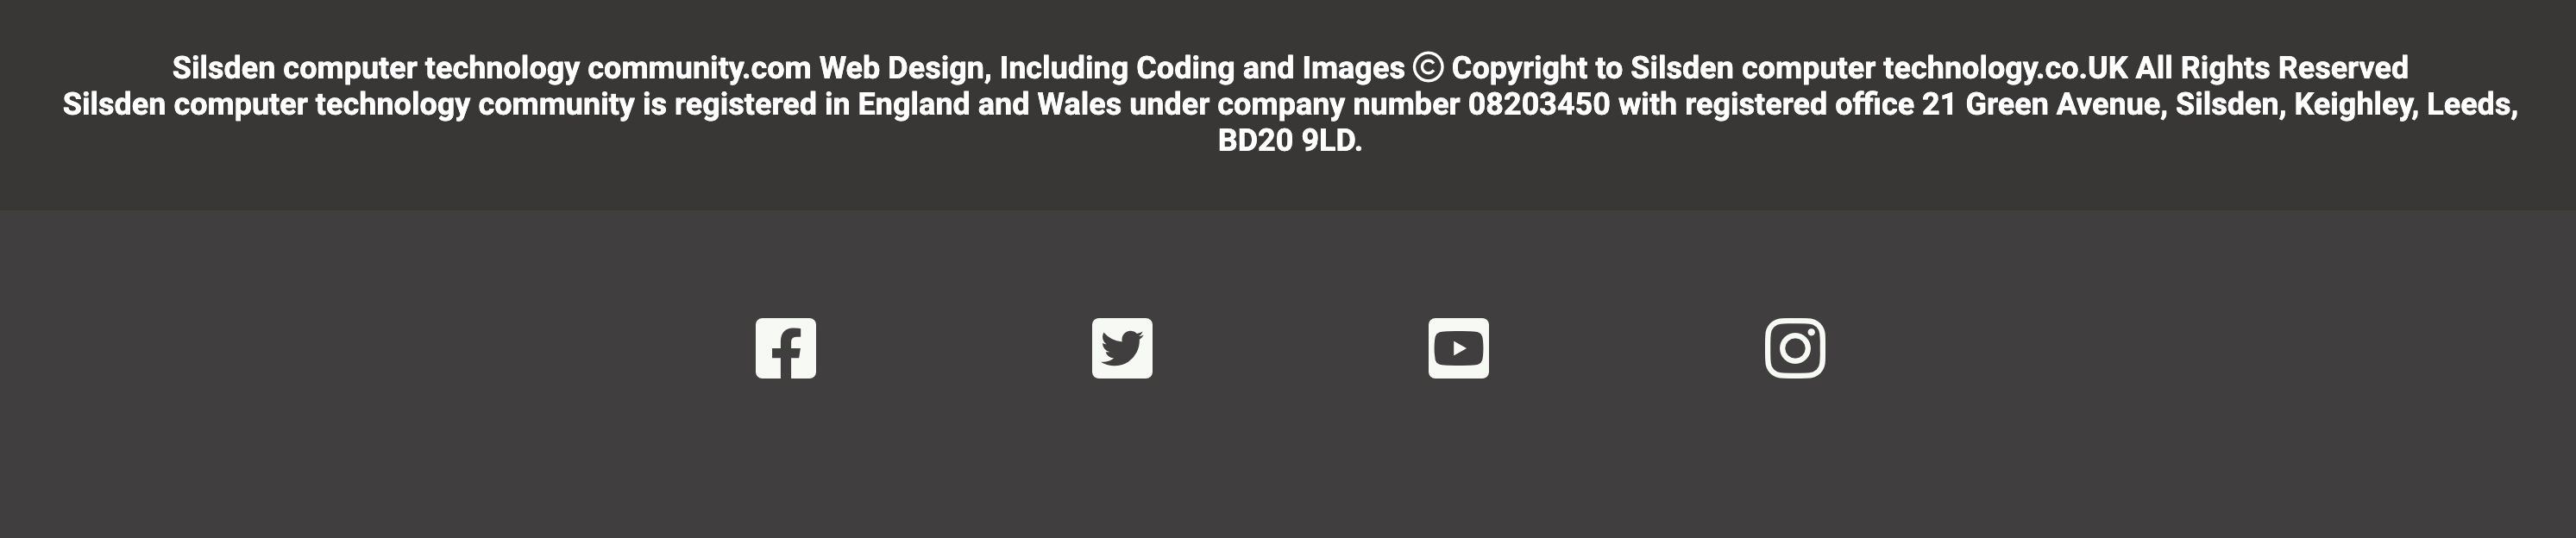 Silsden computer technology community.com Web Design, Including Coding and Images © Copyright to Silsden computer technology.co.UK All Rights Reserved
Silsden computer technology community is registered in England and Wales under company number 08203450 with registered office 21 Green Avenue, Silsden, Keighley, Leeds,
BD20 9LD.